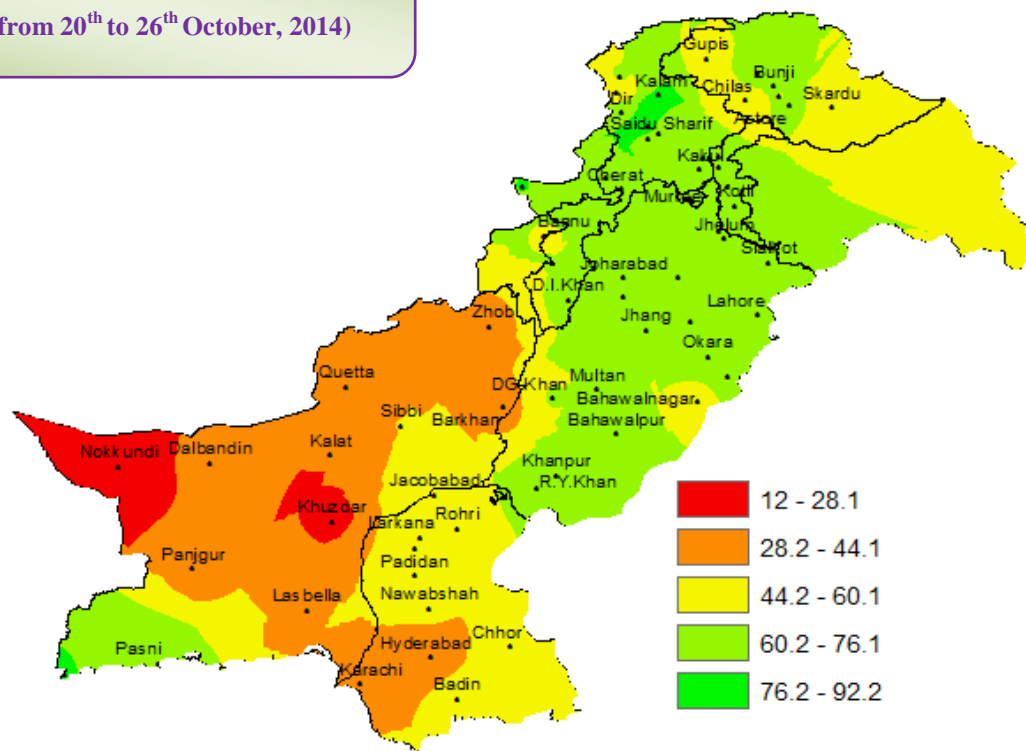 from 20th to 26th October, 2014)
Gupis
Bunji
Kalam
Chilas
Skardu
Dir
Astore
Saidu Sharif
Kakul
Cherat
Kotli
Murree
Bannu
Jhelum
Sialkot
Joharabad
D.I.Khan
Lahore
Zhob
Jhang
Okara
Quetta
Multan
DG Khan
Bahawalnagar
Sibbi
Barkhan
Bahawalpur
Kalat
Nokkundi
Dalbandin
Khanpur
Jacobabad
R.Y.Khan
12 - 28.1
Khuzdar
Rohri
Larkana
28.2 - 44.1
Panjgur
Padidan
44.2 - 60.1
Lasbella
Nawabshah
Chhor
60.2 - 76.1
Pasni
Hyderabad
Karachi
Badin
76.2 - 92.2